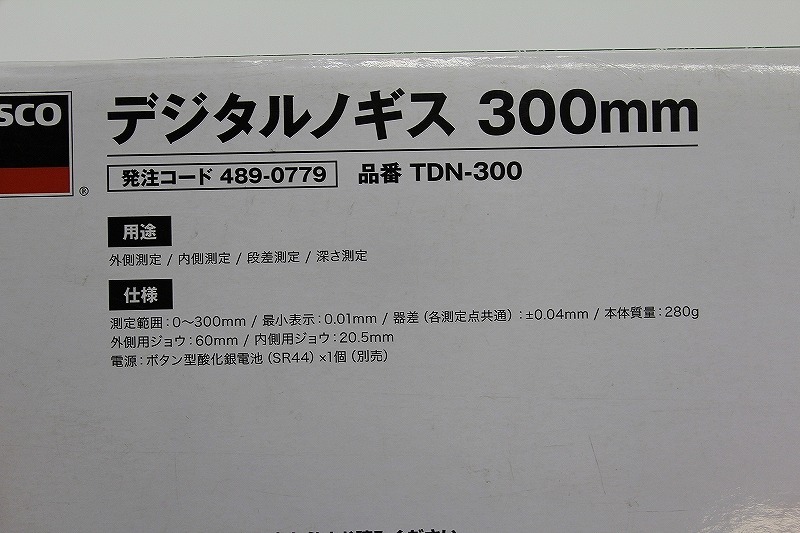 SCO
®
デジタルノギス 300mm
発注コード 489-0779 品番 TDN-300
用途
外側測定 / 内側測定 / 段差測定 / 深さ測定
仕様
測定範囲：0～300mm / 最小表示：0.01mm / 器差（各測定点共通）：±0.04mm / 本体質量：280g
外側用ジョウ：60mm / 内側用ジョウ：20.5mm
電源：ボタン型酸化銀電池（SR44）×1個（別売）